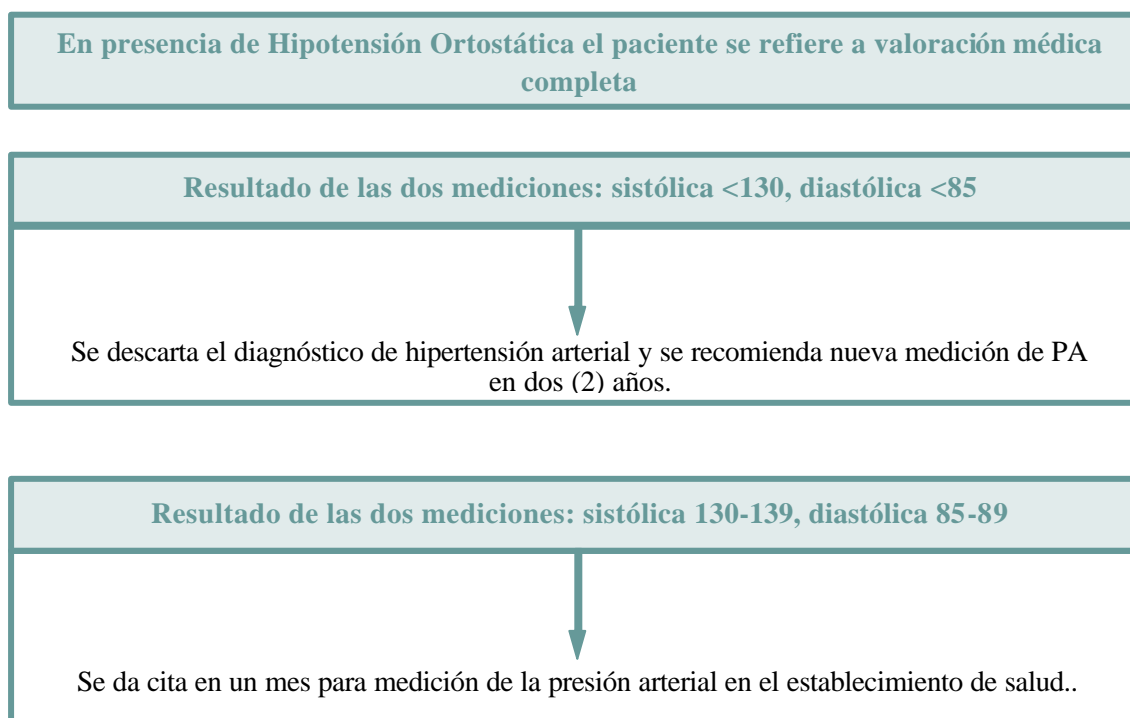 En presencia de Hipotensión Ortostática el paciente se refiere a valoración médica
completa
Resultado de las dos mediciones: sistólica <130, diastólica <85
Se descarta el diagnóstico de hipertensión arterial y se recomienda nueva medición de PA
en dos (2) años.
Resultado de las dos mediciones: sistólica 130-139, diastólica 85-89
Se da cita en un mes para medición de la presión arterial en el establecimiento de salud..